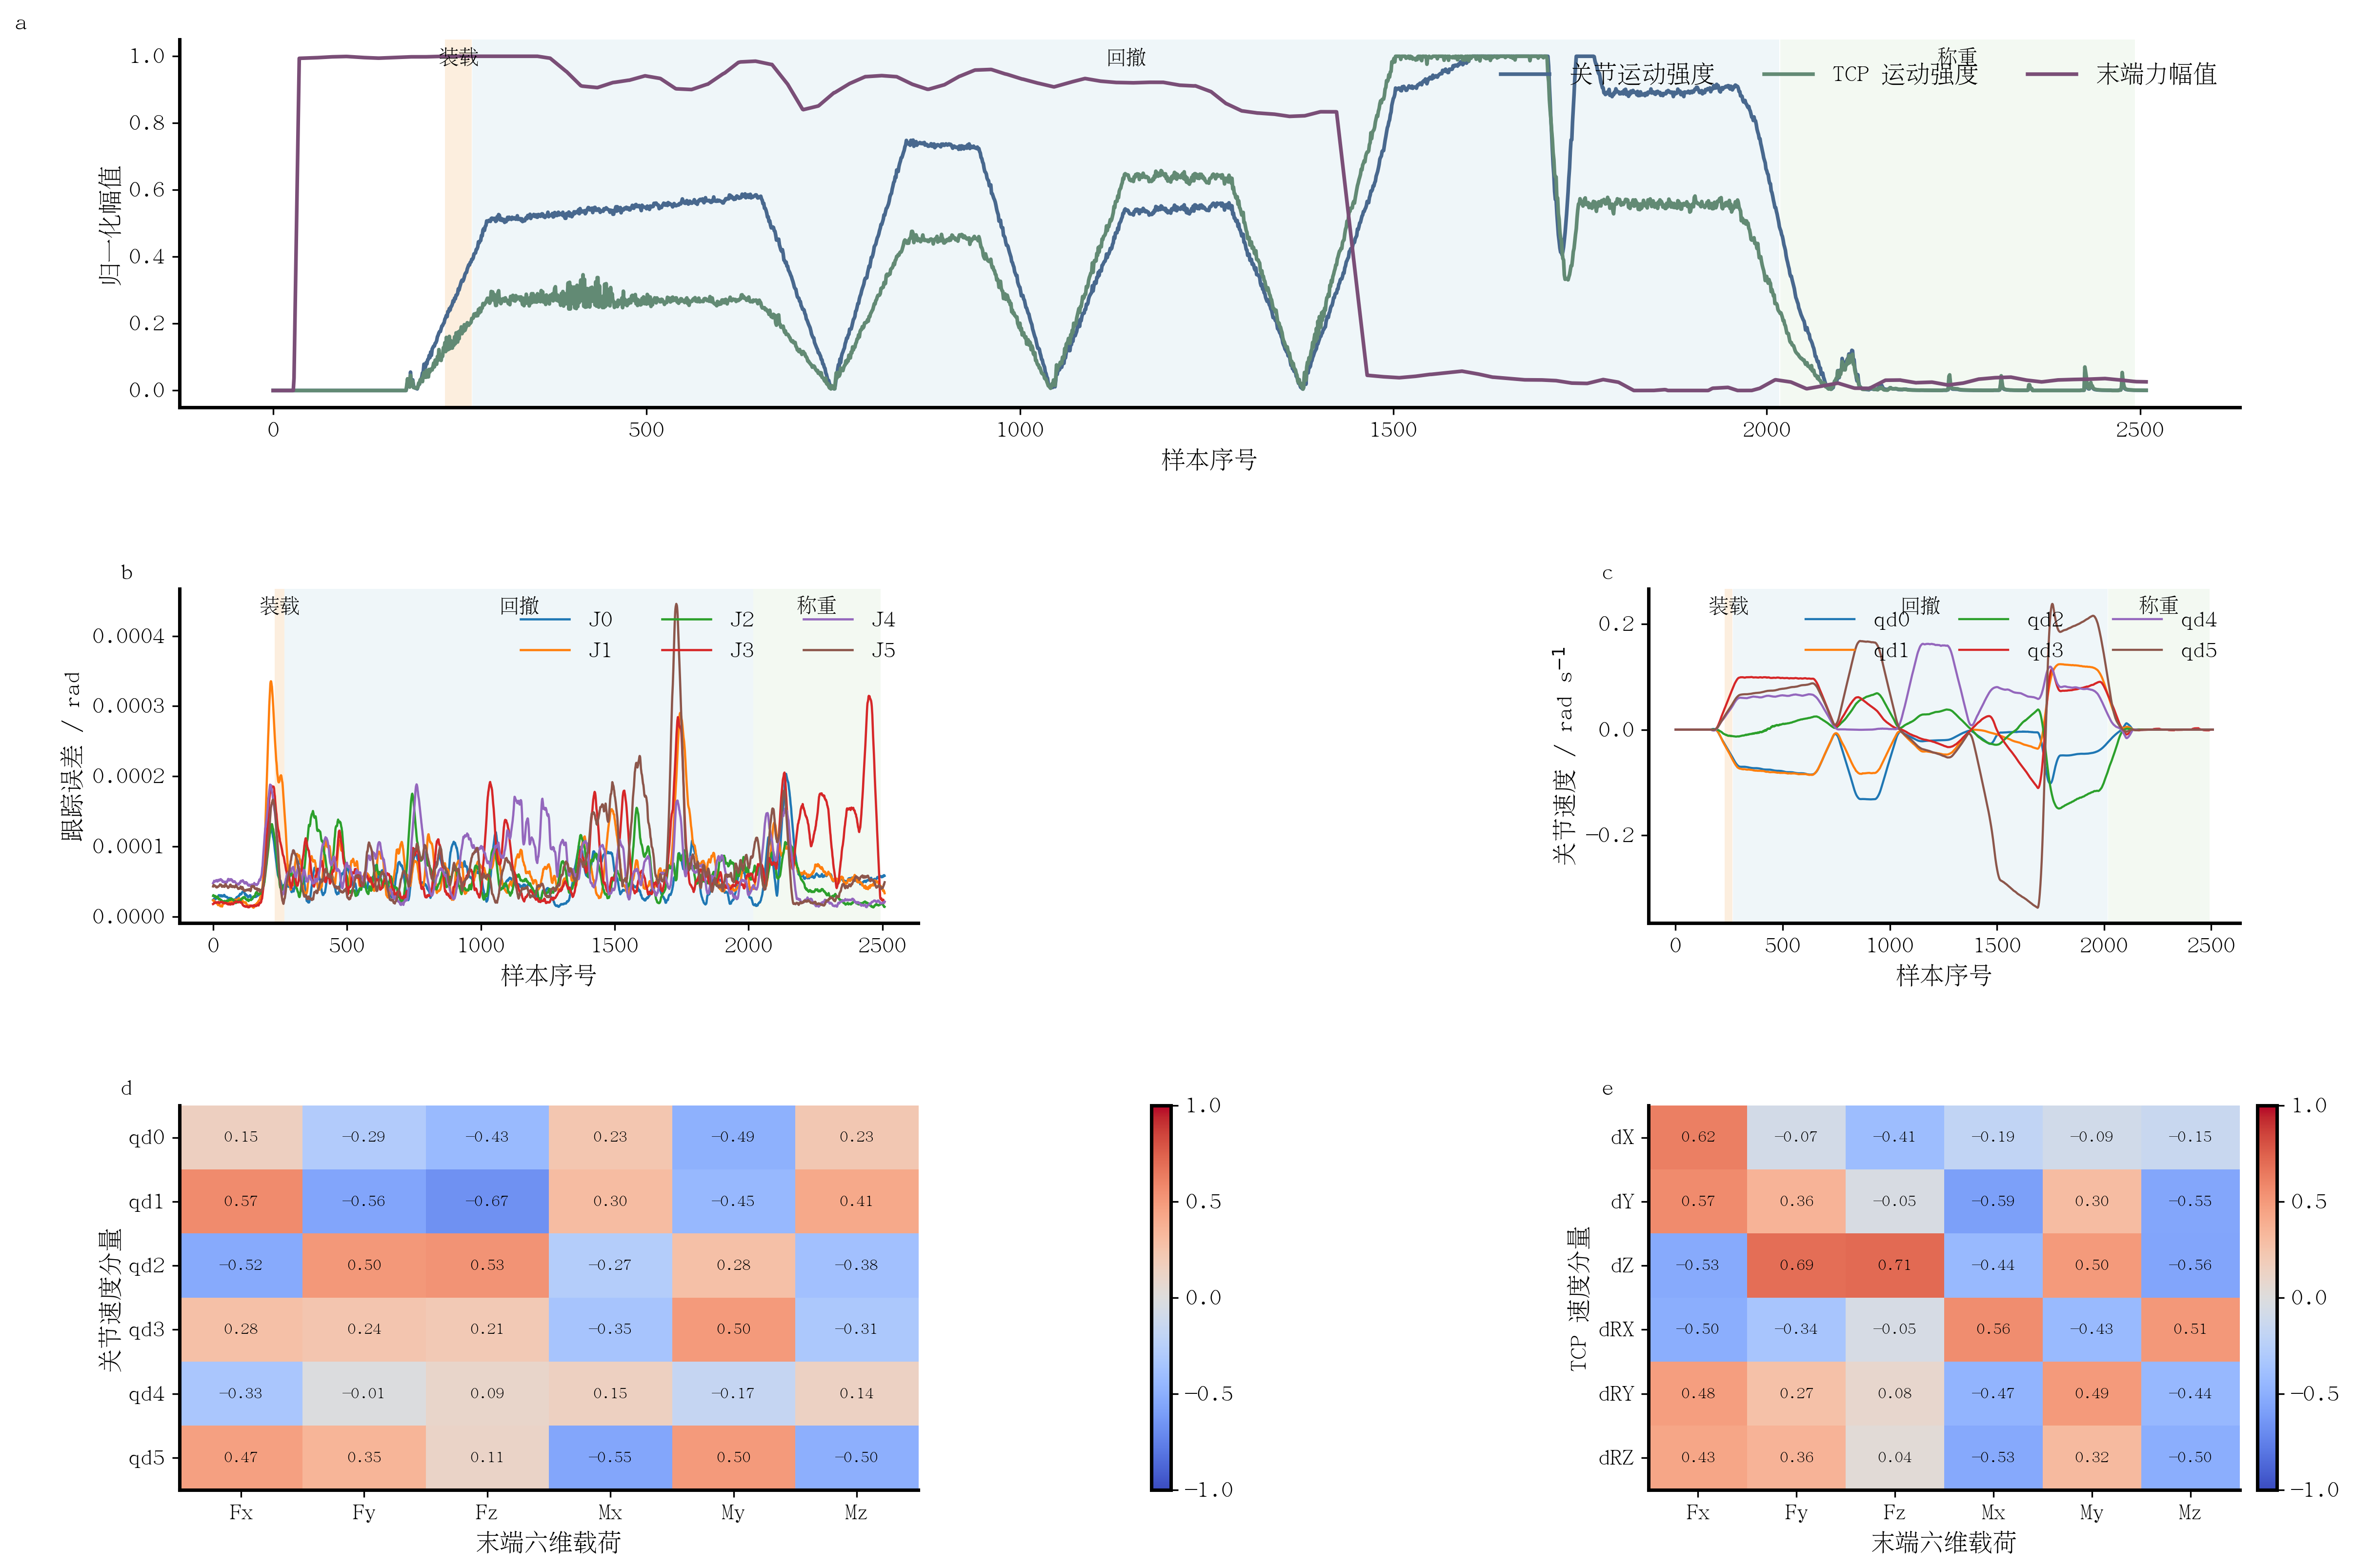 a
装载
回撤
称重
关节运动强度 TCP 运动强度 末端力幅值
归一化幅值
1.0
0.8
0.6
0.4
0.2
0.0
0 500 1000 1500 2000 2500
样本序号
b
装载
回撤
称重
J0 J2 J4
J1 J3 J5
跟踪误差 / rad
0.0004
0.0003
0.0002
0.0001
0.0000
0 500 1000 1500 2000 2500
样本序号
c
装载
回撤
称重
qd0 qd2 qd4
qd1 qd3 qd5
关节速度 / rad s⁻¹
0.2
0.0
−0.2
0 500 1000 1500 2000 2500
样本序号
d
关节速度分量
qd0 0.15 −0.29 −0.43 0.23 −0.49 0.23
qd1 0.57 −0.56 −0.67 0.30 −0.45 0.41
qd2 −0.52 0.50 0.53 −0.27 0.28 −0.38
qd3 0.28 0.24 0.21 −0.35 0.50 −0.31
qd4 −0.33 −0.01 0.09 0.15 −0.17 0.14
qd5 0.47 0.35 0.11 −0.55 0.50 −0.50
Fx Fy Fz Mx My Mz
末端六维载荷
1.0
0.5
0.0
−0.5
−1.0
e
TCP 速度分量
dX 0.62 −0.07 −0.41 −0.19 −0.09 −0.15
dY 0.57 0.36 −0.05 −0.59 0.30 −0.55
dZ −0.53 0.69 0.71 −0.44 0.50 −0.56
dRX −0.50 −0.34 −0.05 0.56 −0.43 0.51
dRY 0.48 0.27 0.08 −0.47 0.49 −0.44
dRZ 0.43 0.36 0.04 −0.53 0.32 −0.50
Fx Fy Fz Mx My Mz
末端六维载荷
1.0
0.5
0.0
−0.5
−1.0